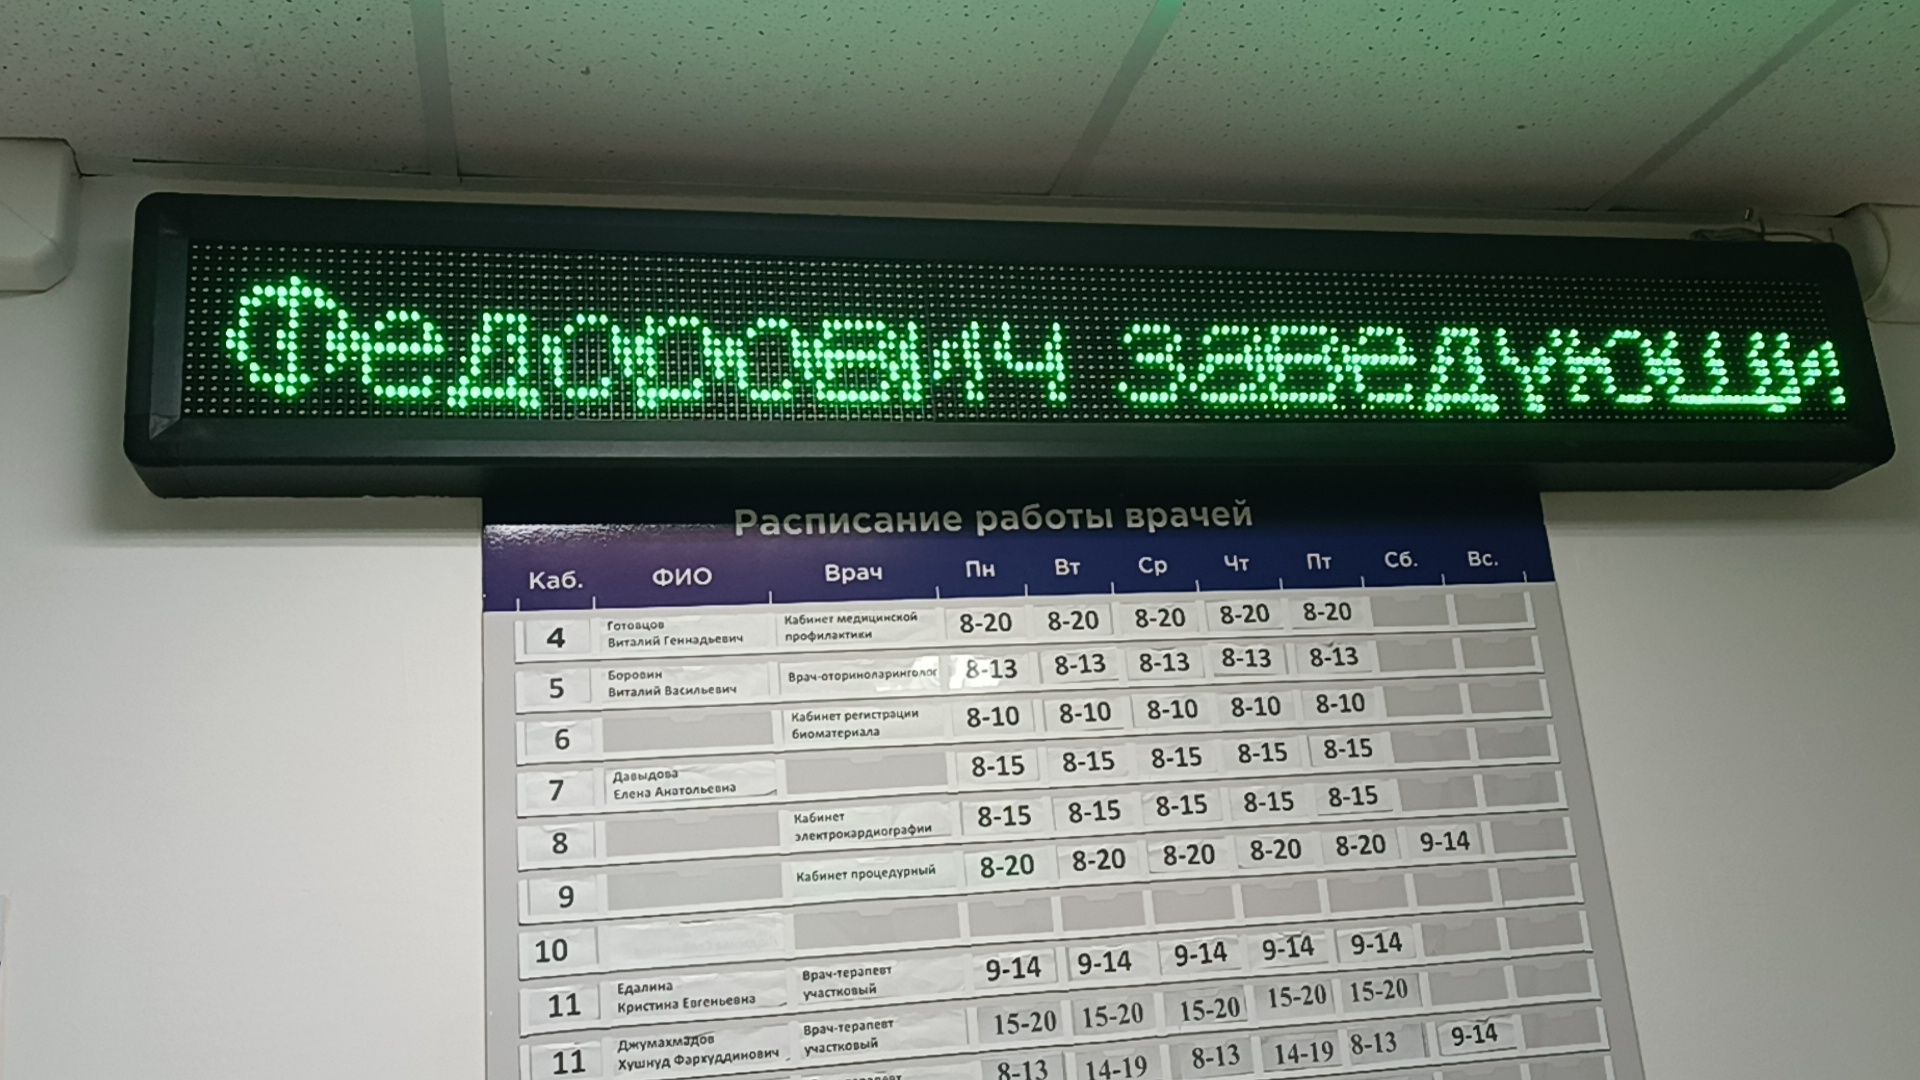 Федорович заведующи
Расписание работы врачей
Каб. ФИО Врач Пн Вт Ср Чт Пт Сб. Вс.
4 Готовцов Виталий Геннадьевич Кабинет медицинской профилактики 8-20 8-20 8-20 8-20 8-20
5 Боровин Виталий Васильевич Врач-оториноларинголог 8-13 8-13 8-13 8-13 8-13
6 Кабинет регистрации биоматериала 8-10 8-10 8-10 8-10 8-10
7 Давыдова Елена Анатольевна 8-15 8-15 8-15 8-15 8-15
8 Кабинет электрокардиографии 8-15 8-15 8-15 8-15 8-15
9 Кабинет процедурный 8-20 8-20 8-20 8-20 8-20 9-14
10
11 Едалина Кристина Евгеньевна Врач-терапевт участковый 9-14 9-14 9-14 9-14 9-14
11 Джумахмадов Хушнуд Фархуддинович Врач-терапевт участковый 15-20 15-20 15-20 15-20 15-20
8-13 14-19 8-13 14-19 8-13 9-14